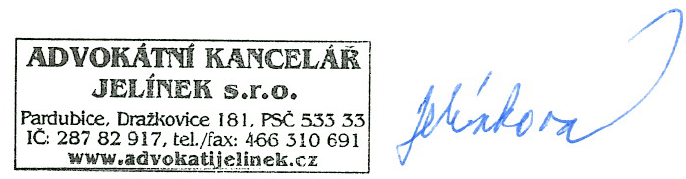 ADVOKÁTNÍ KANCELÁŘ
JELÍNEK s.r.o.
Pardubice, Dražkovice 181, PSČ 533 33
IČ: 287 82 917, tel./fax: 466 310 691
www.advokatijelinek.cz
Jelínkova